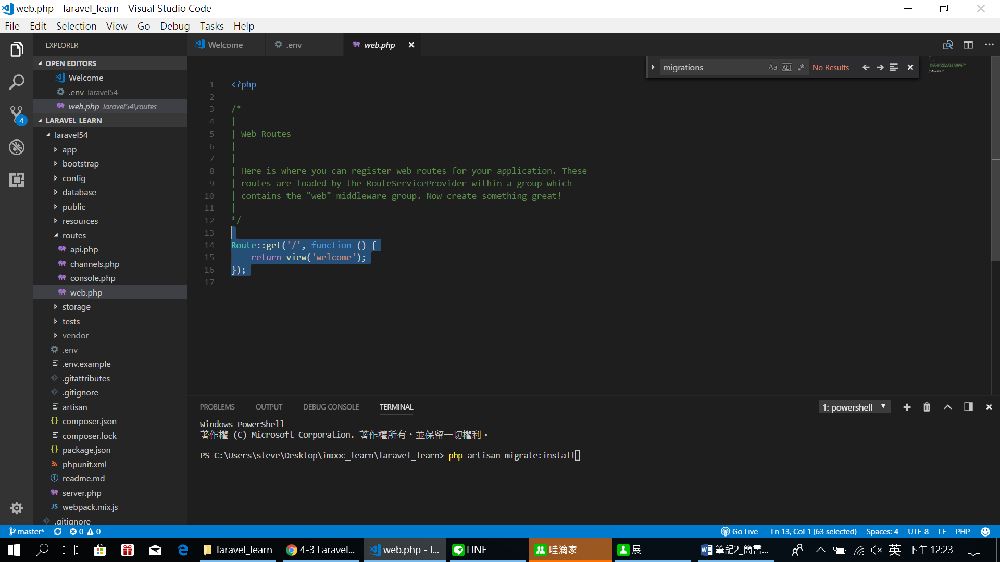 web.php - laravel_learn - Visual Studio Code
File Edit Selection View Go Debug Tasks Help
EXPLORER
OPEN EDITORS
Welcome
.env laravel54
web.php laravel54\routes
LARAVEL_LEARN
laravel54
app
bootstrap
config
database
public
resources
routes
api.php
channels.php
console.php
web.php
storage
tests
vendor
.env
.env.example
.gitattributes
.gitignore
artisan
composer.json
composer.lock
package.json
phpunit.xml
readme.md
server.php
JS webpack.mix.js
.gitignore
4
Welcome .env web.php
migrations Aa Abl .* No Results
1 <?php
2
3 /*
4 |--------------------------------------------------------------------------
5 | Web Routes
6 |--------------------------------------------------------------------------
7 |
8 | Here is where you can register web routes for your application. These
9 | routes are loaded by the RouteServiceProvider within a group which
10 | contains the "web" middleware group. Now create something great!
11 |
12 */
13
14 Route::get('/', function () {
15 return view('welcome');
16 });
17
PROBLEMS OUTPUT DEBUG CONSOLE TERMINAL 1: powershell
Windows PowerShell
著作權 (C) Microsoft Corporation. 著作權所有，並保留一切權利。
PS C:\Users\steve\Desktop\imooc_learn\laravel_learn> php artisan migrate:install
master* 0 0 Go Live Ln 13, Col 1 (63 selected) Spaces: 4 UTF-8 LF PHP
laravel_learn 4-3 Laravel... web.php - l... LINE 哇滴家 展 筆記2_簡書... 英 下午 12:23